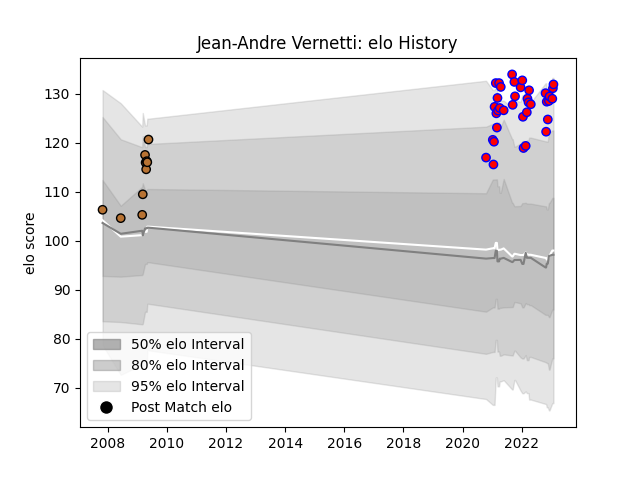 Jean-Andre Vernetti: elo History
elo score
130
120
110
100
90
80
70
50% elo Interval
80% elo Interval
95% elo Interval
Post Match elo
2008 2010 2012 2014 2016 2018 2020 2022